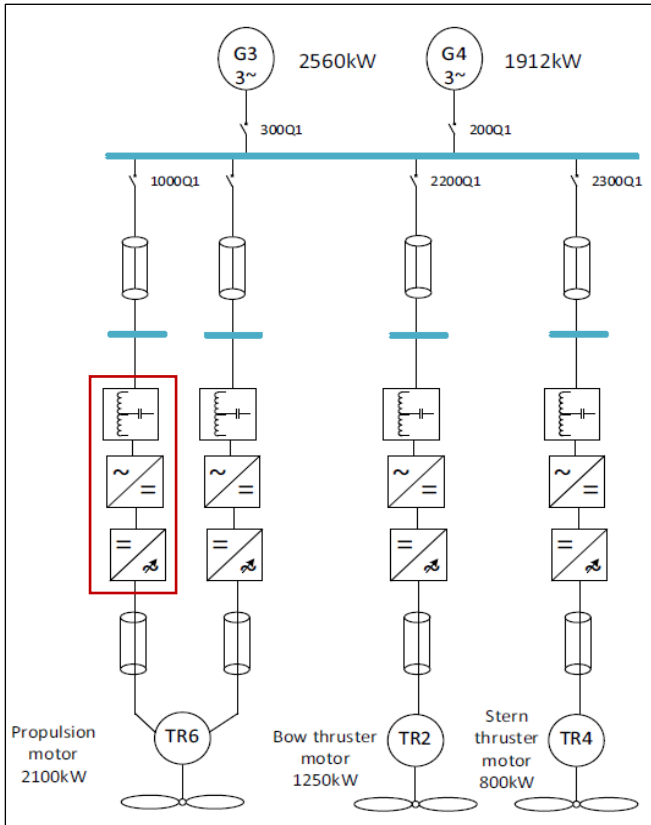 G3
3~
2560kW
G4
3~
1912kW
300Q1
200Q1
1000Q1
2200Q1
2300Q1
~
=
~
=
~
=
~
=
=
=
=
=
Propulsion
motor
2100kW
TR6
Bow thruster
motor
1250kW
TR2
Stern
thruster
motor
800kW
TR4